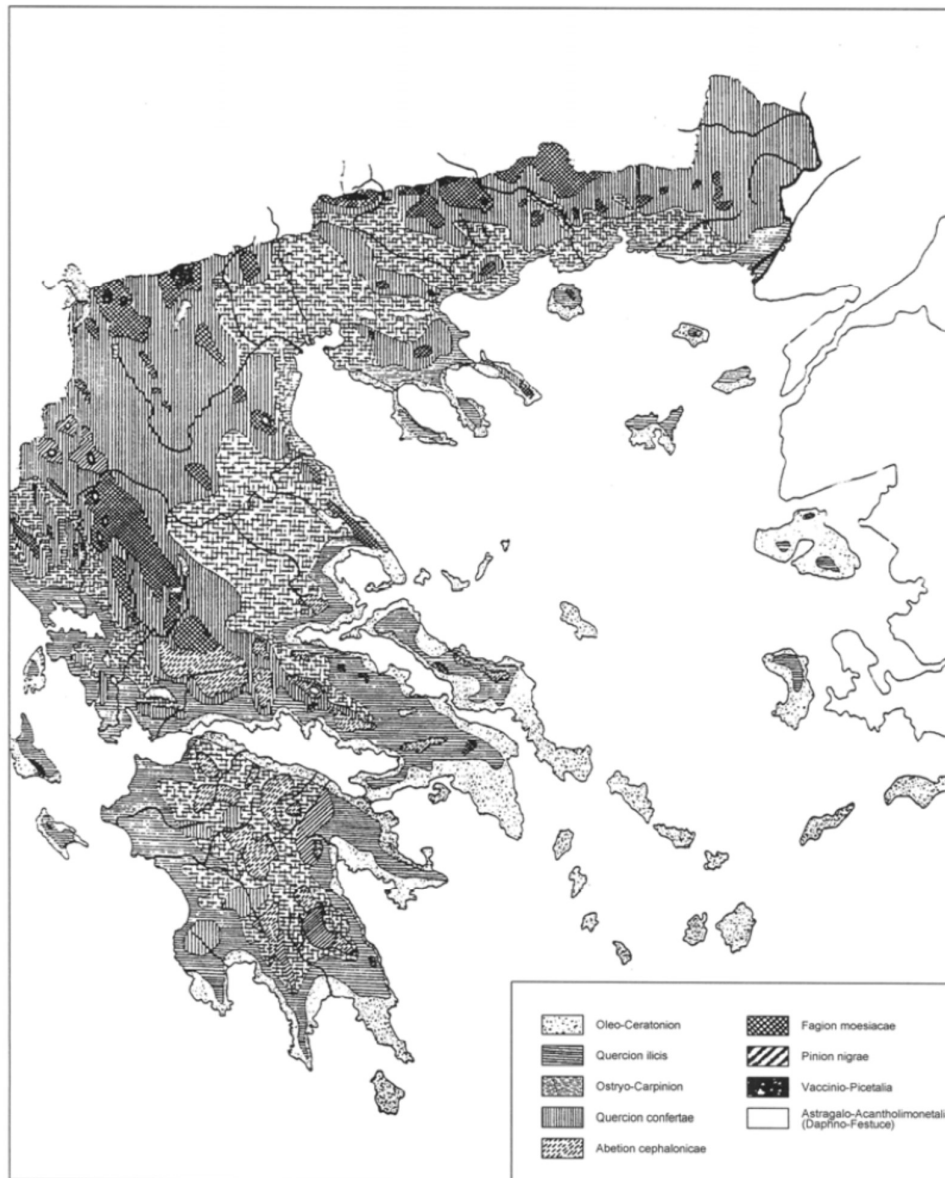 Oleo-Ceratonion
Quercion ilicis
Ostryo-Carpinion
Quercion confertae
Abetion cephalonicae
Fagion moesiacae
Pinion nigrae
Vaccinio-Picetalia
Astragalo-Acantholimonetali
(Daphno-Festuce)